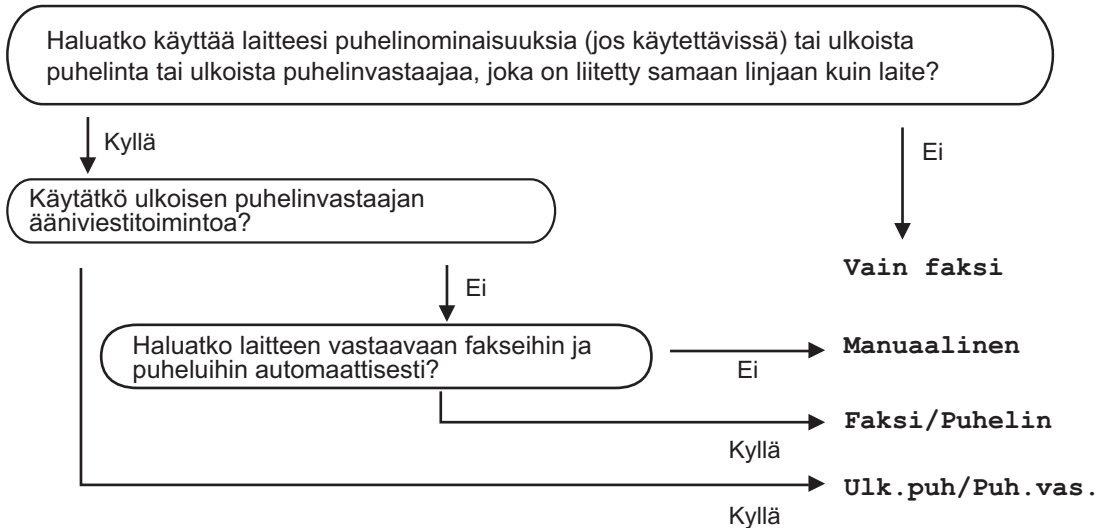 Haluatko käyttää laitteesi puhelinominaisuuksia (jos käytettävissä) tai ulkoista
puhelinta tai ulkoista puhelinvastaajaa, joka on liitetty samaan linjaan kuin laite?
Kyllä
Ei
Käytätkö ulkoisen puhelinvastaajan
ääniviestitoimintoa?
Vain faksi
Ei
Haluatko laitteen vastaavaan fakseihin ja
puheluihin automaattisesti?
Ei
Manuaalinen
Kyllä
Faksi/Puhelin
Kyllä
Ulk.puh/Puh.vas.